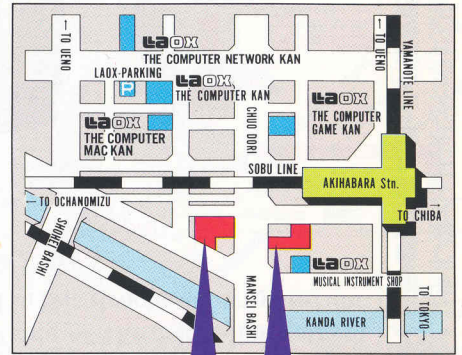 ← TO UENO
LAOX
THE COMPUTER NETWORK KAN
LAOX-PARKING
P
LAOX
THE COMPUTER KAN
LAOX
THE COMPUTER
MAC KAN
CHUO DORI
LAOX
THE COMPUTER
GAME KAN
← TO UENO
YAMANOTE LINE
SOBU LINE
AKIHABARA Stn.
← TO OCHANOMIZU
TO CHIBA →
SHOHEI BASHI
MANSEI BASHI
LAOX
MUSICAL INSTRUMENT SHOP
KANDA RIVER
TO TOKYO →